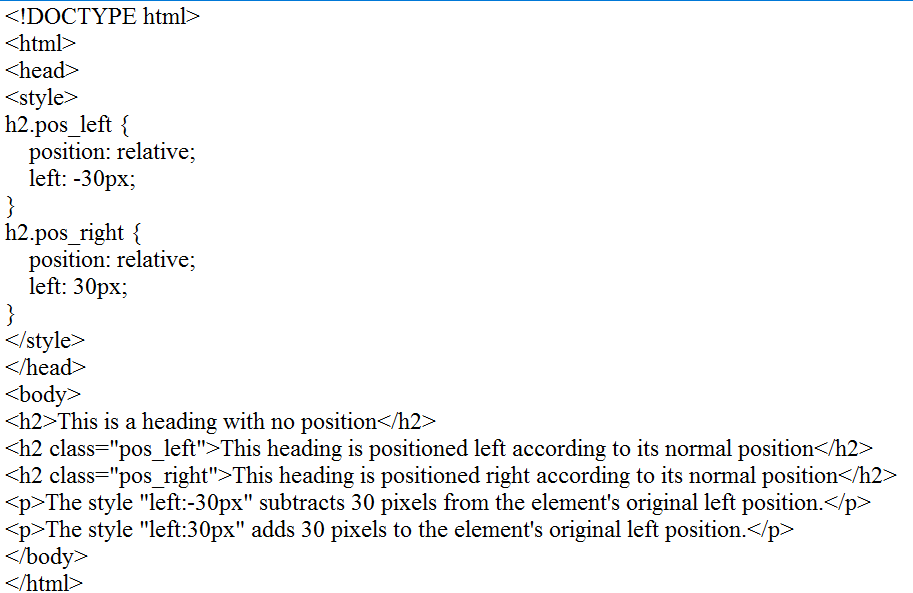 <!DOCTYPE html>
<html>
<head>
<style>
h2.pos_left {
    position: relative;
    left: -30px;
}
h2.pos_right {
    position: relative;
    left: 30px;
}
</style>
</head>
<body>
<h2>This is a heading with no position</h2>
<h2 class="pos_left">This heading is positioned left according to its normal position</h2>
<h2 class="pos_right">This heading is positioned right according to its normal position</h2>
<p>The style "left:-30px" subtracts 30 pixels from the element's original left position.</p>
<p>The style "left:30px" adds 30 pixels to the element's original left position.</p>
</body>
</html>